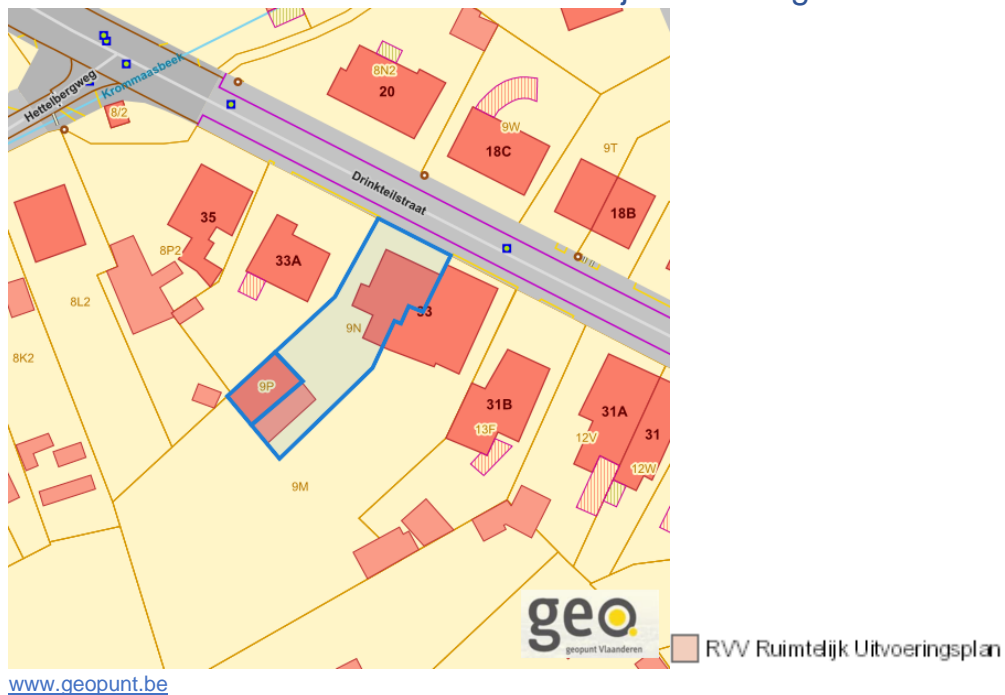 Krommaasbeek
Hettelbergweg
8/2
8N2
20
9W
18C
9T
18B
Drinkteilstraat
35
8P2
33A
8L2
9N
33
8K2
9P
31B
13F
31A
12V
31
12W
9M
geo.
geopunt Vlaanderen
RVV Ruimtelijk Uitvoeringsplan
www.geopunt.be